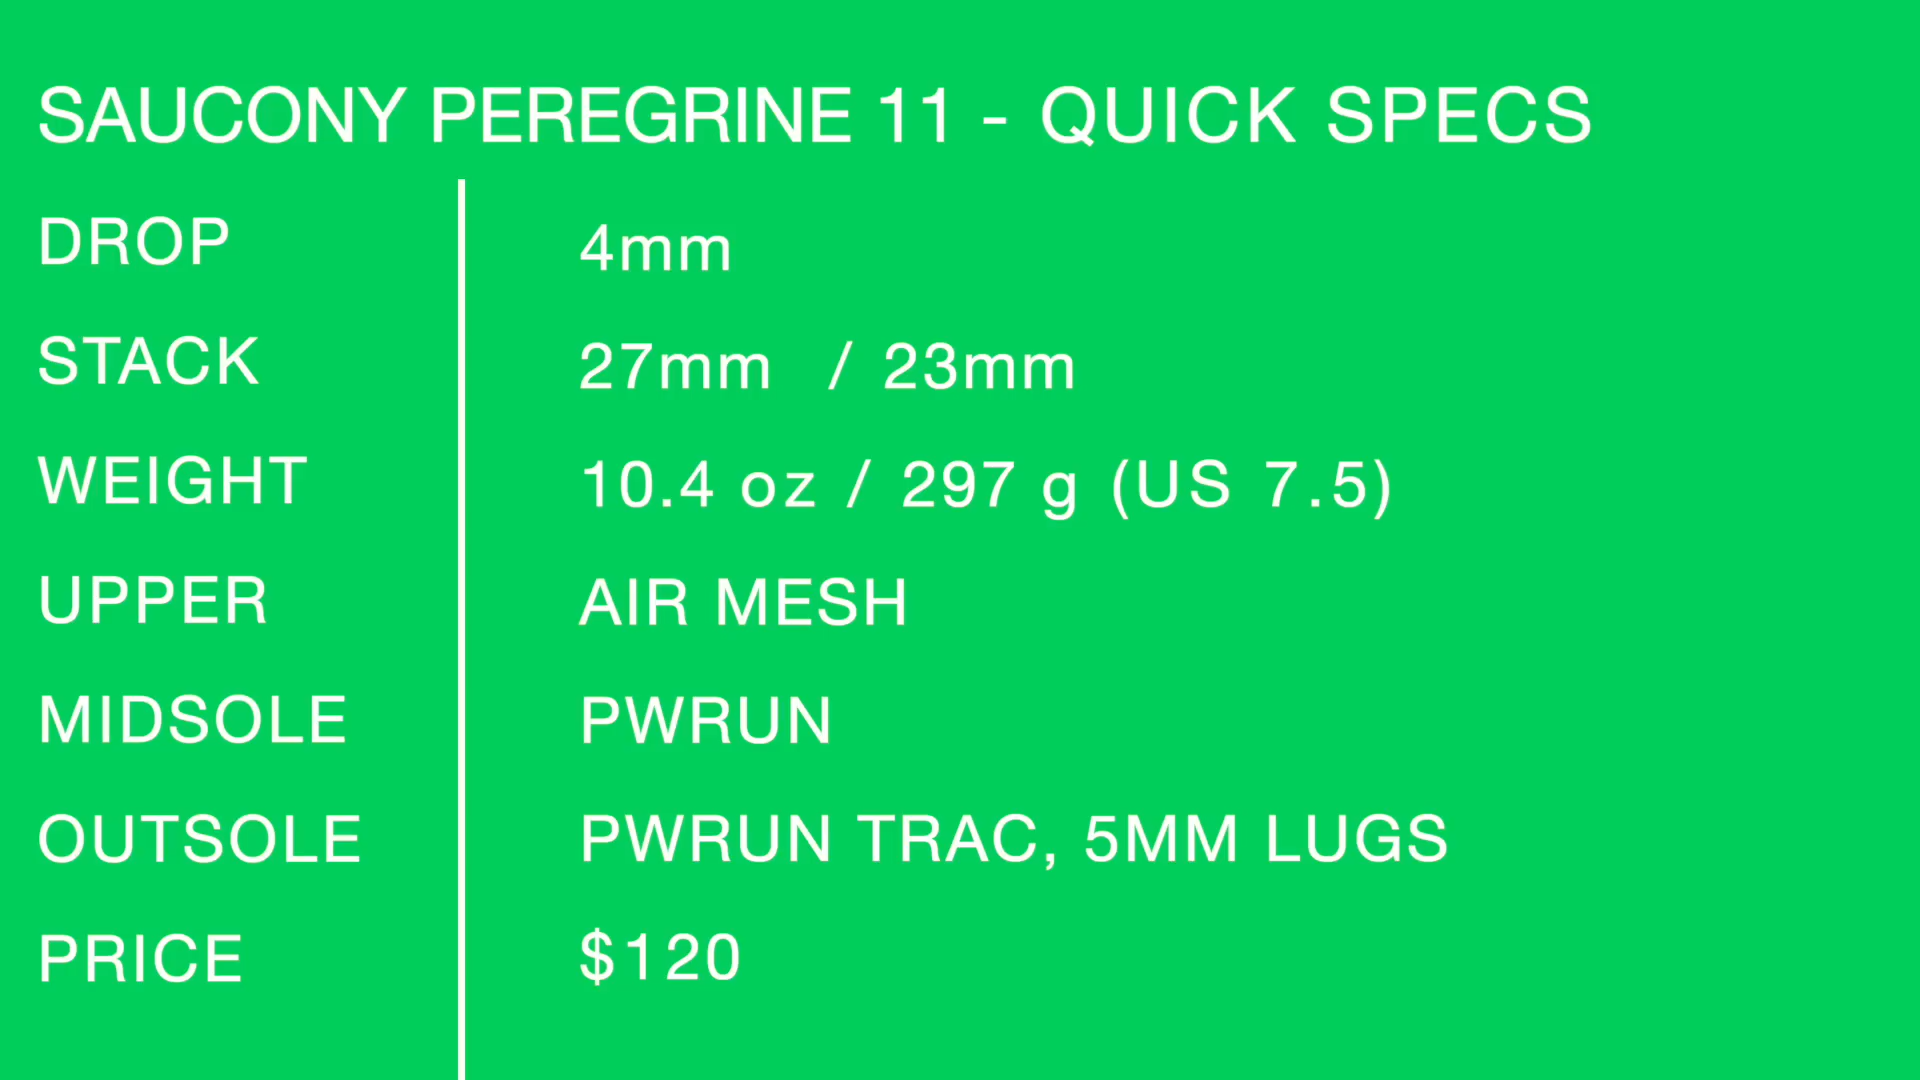 SAUCONY PEREGRINE 11 - QUICK SPECS
DROP 4mm
STACK 27mm / 23mm
WEIGHT 10.4 oz / 297 g (US 7.5)
UPPER AIR MESH
MIDSOLE PWRUN
OUTSOLE PWRUN TRAC, 5MM LUGS
PRICE $120